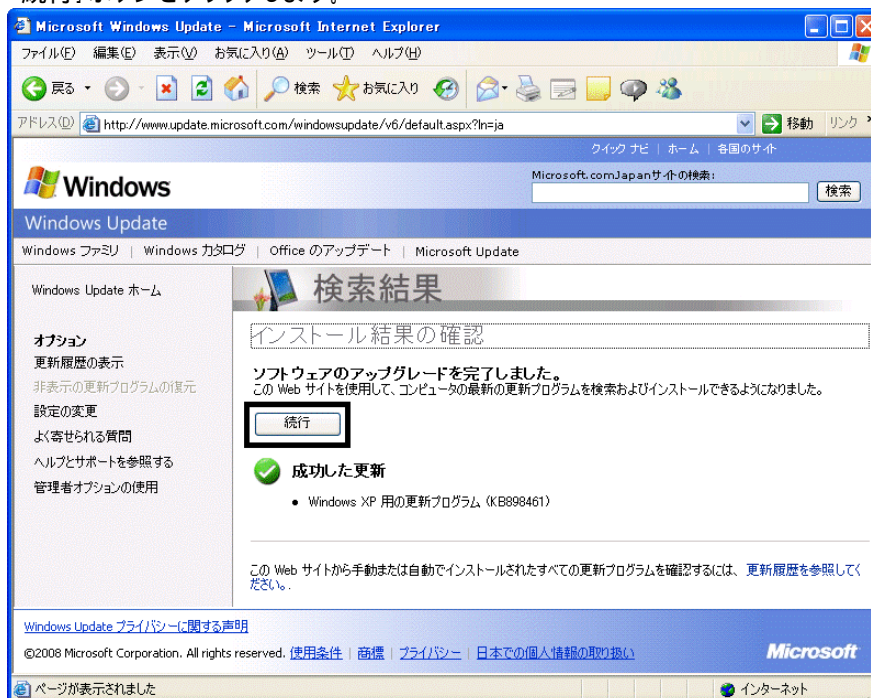 続行]ボタンをクリックします。
Microsoft Windows Update - Microsoft Internet Explorer
ファイル(F) 編集(E) 表示(V) お気に入り(A) ツール(T) ヘルプ(H)
戻る 検索 お気に入り
アドレス(D) http://www.update.microsoft.com/windowsupdate/v6/default.aspx?ln=ja 移動 リンク
クイック ナビ | ホーム | 各国のサイト
Windows
Microsoft.comJapanサイトの検索:
検索
Windows Update
Windows ファミリ | Windows カタログ | Office のアップデート | Microsoft Update
Windows Update ホーム
オプション
更新履歴の表示
非表示の更新プログラムの復元
設定の変更
よく寄せられる質問
ヘルプとサポートを参照する
管理者オプションの使用
検索結果
インストール結果の確認
ソフトウェアのアップグレードを完了しました。
この Web サイトを使用して、コンピュータの最新の更新プログラムを検索およびインストールできるようになりました。
続行
成功した更新
• Windows XP 用の更新プログラム (KB898461)
この Web サイトから手動または自動でインストールされたすべての更新プログラムを確認するには、更新履歴を参照してく
ださい。.
Windows Update プライバシーに関する声明
©2008 Microsoft Corporation. All rights reserved. 使用条件 | 商標 | プライバシー | 日本での個人情報の取り扱い
Microsoft
ページが表示されました
インターネット